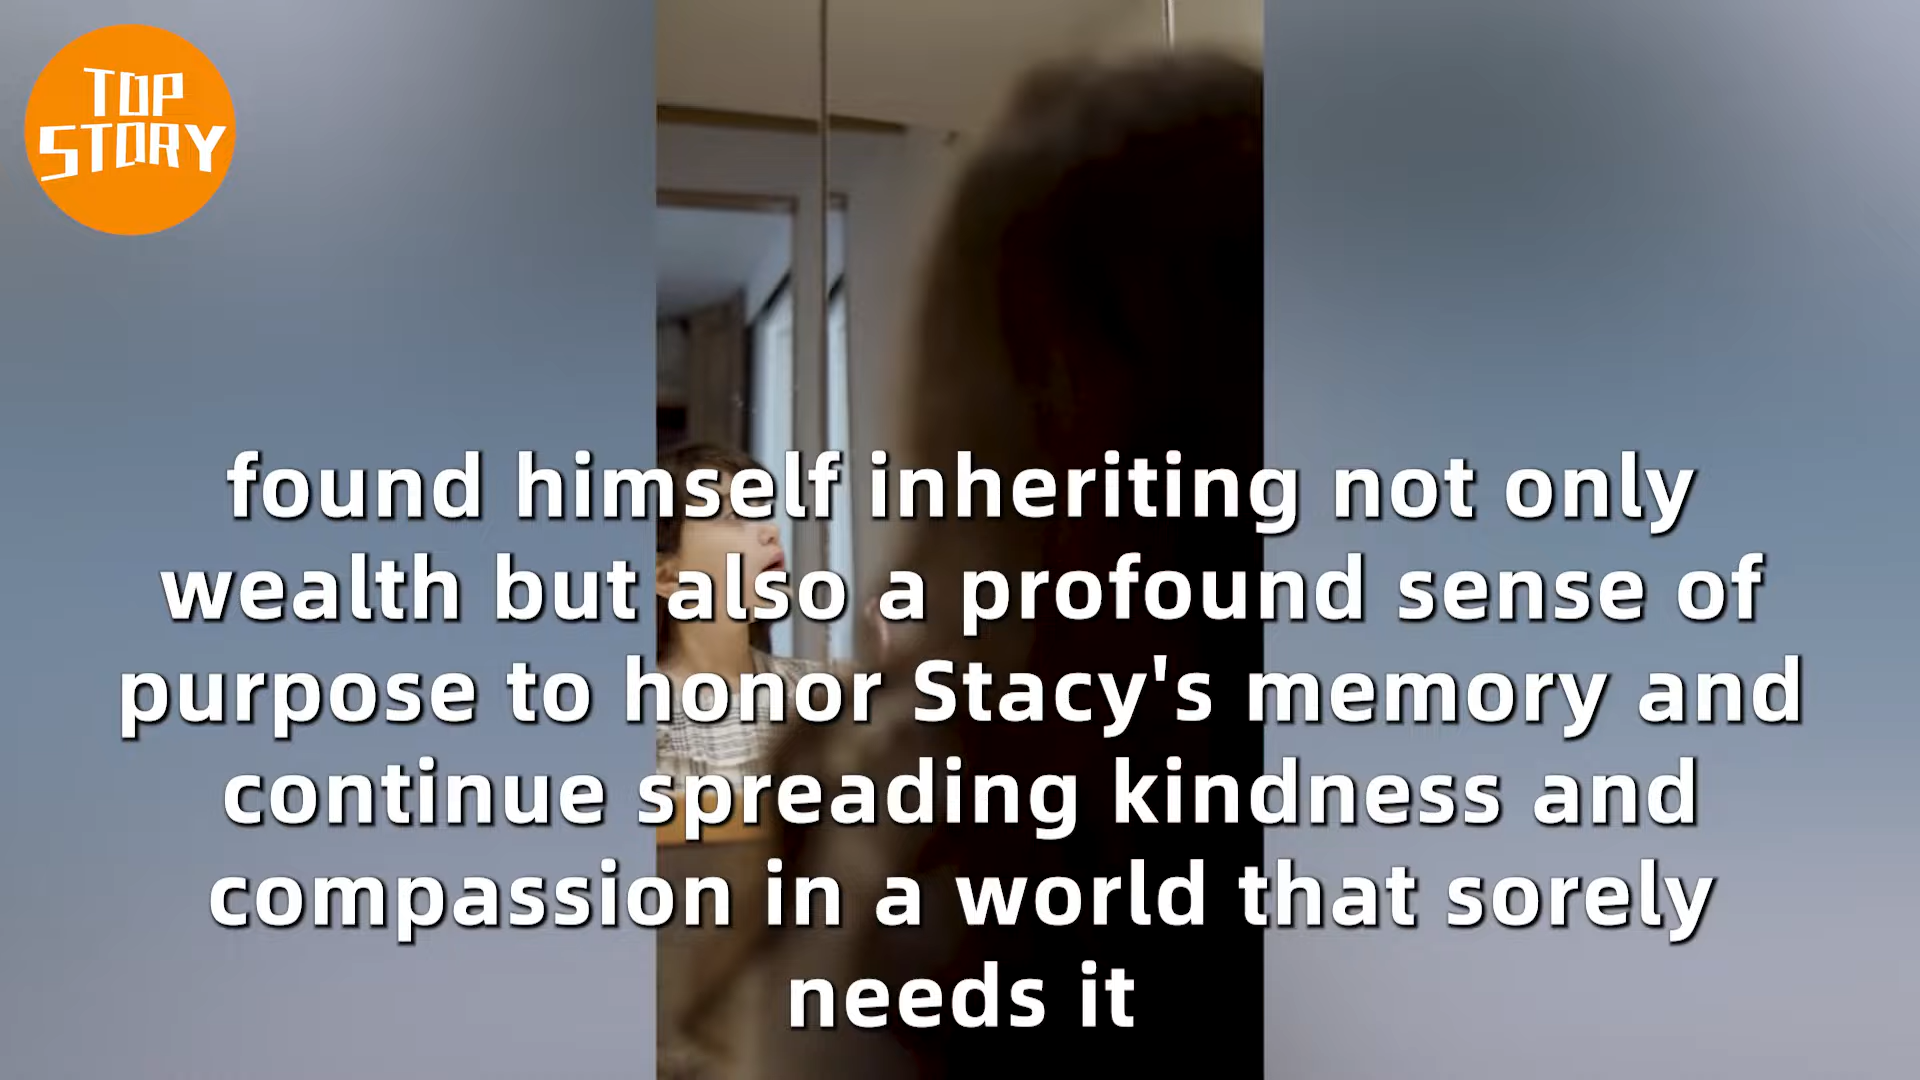 TOP
STORY
found himself inheriting not only
wealth but also a profound sense of
purpose to honor Stacy's memory and
continue spreading kindness and
compassion in a world that sorely
needs it